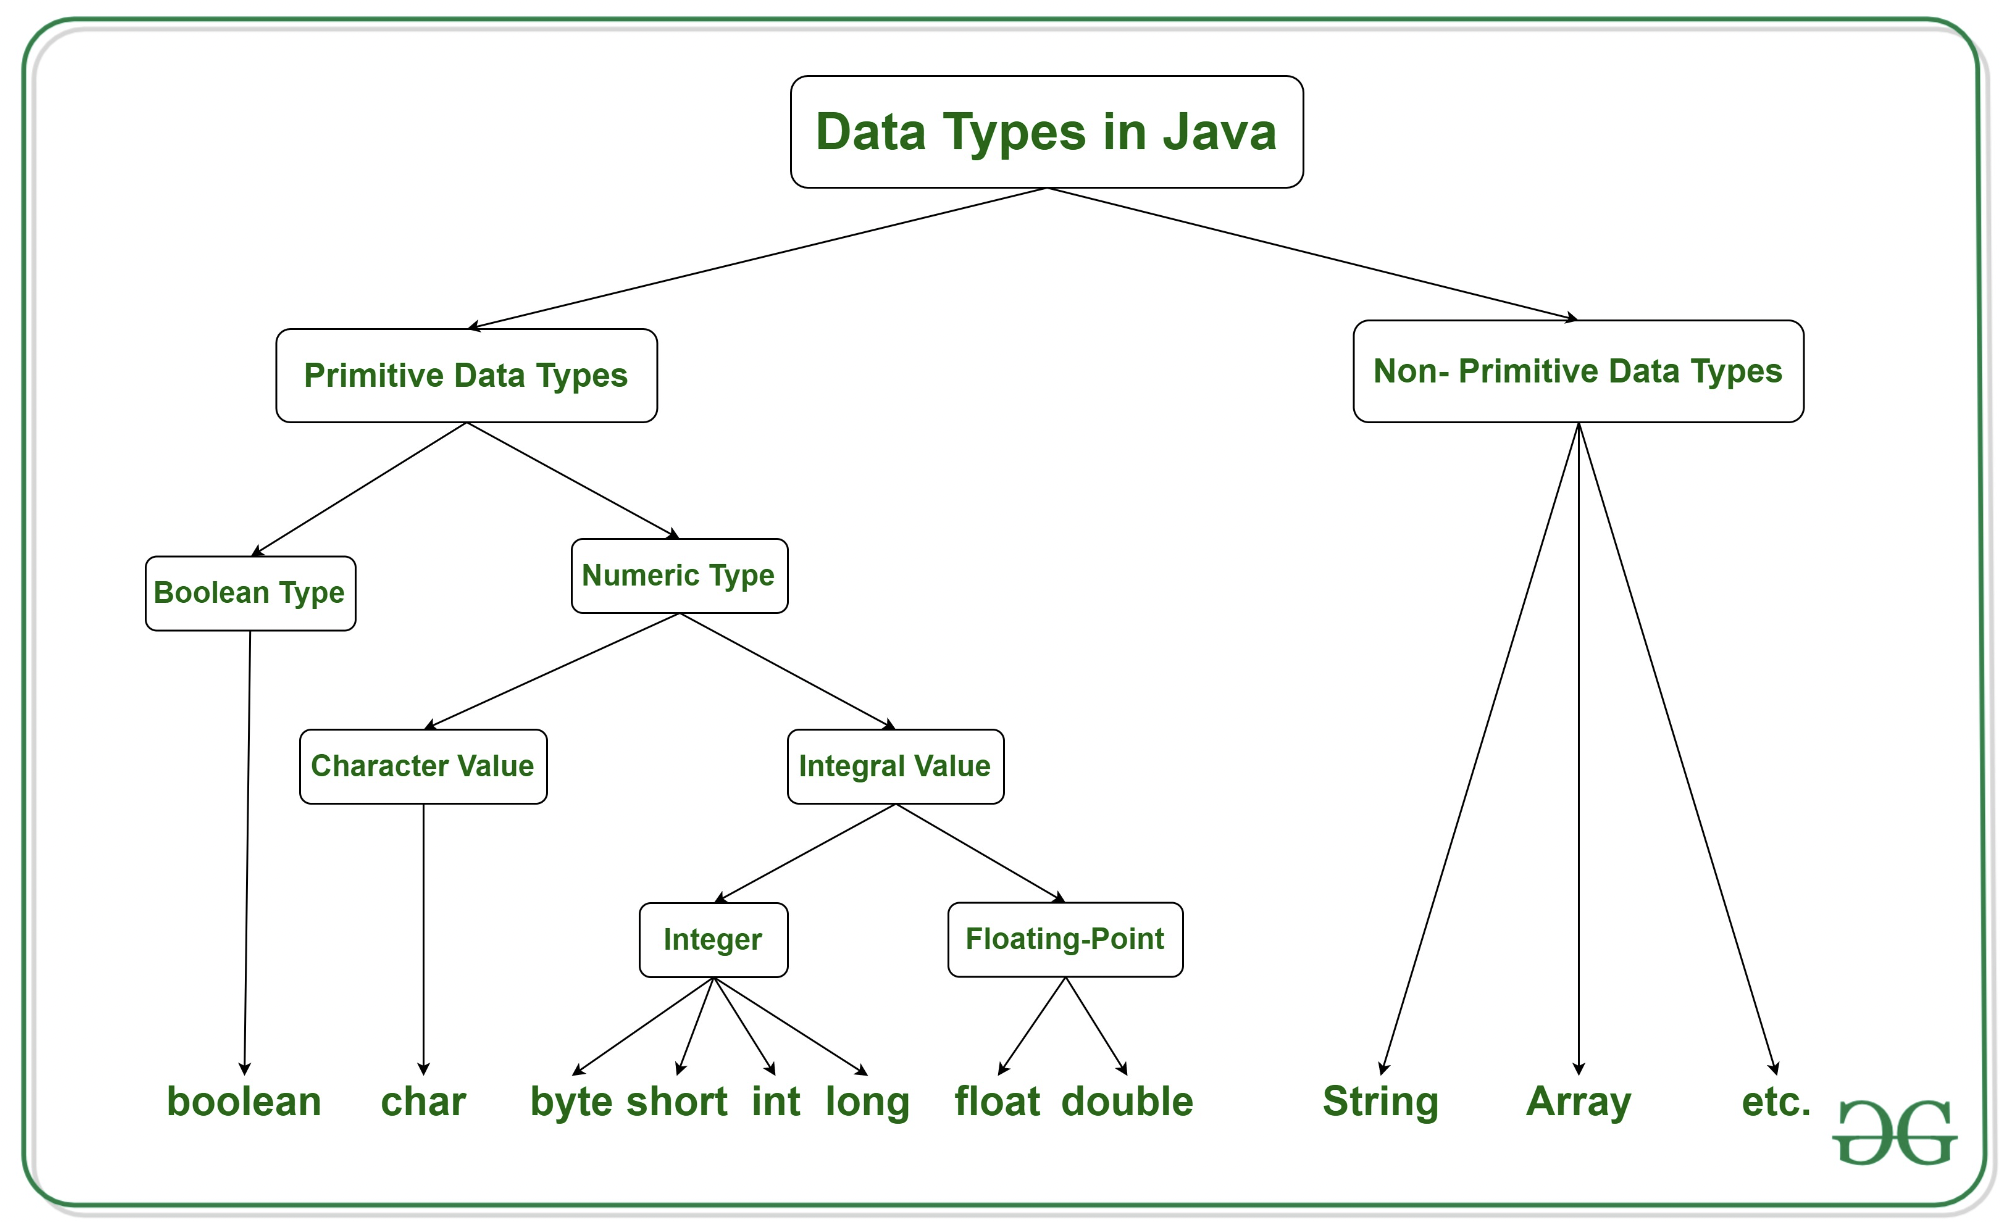 Data Types in Java
Primitive Data Types
Non- Primitive Data Types
Boolean Type
Numeric Type
Character Value
Integral Value
Integer
Floating-Point
boolean
char
byte
short
int
long
float
double
String
Array
etc.